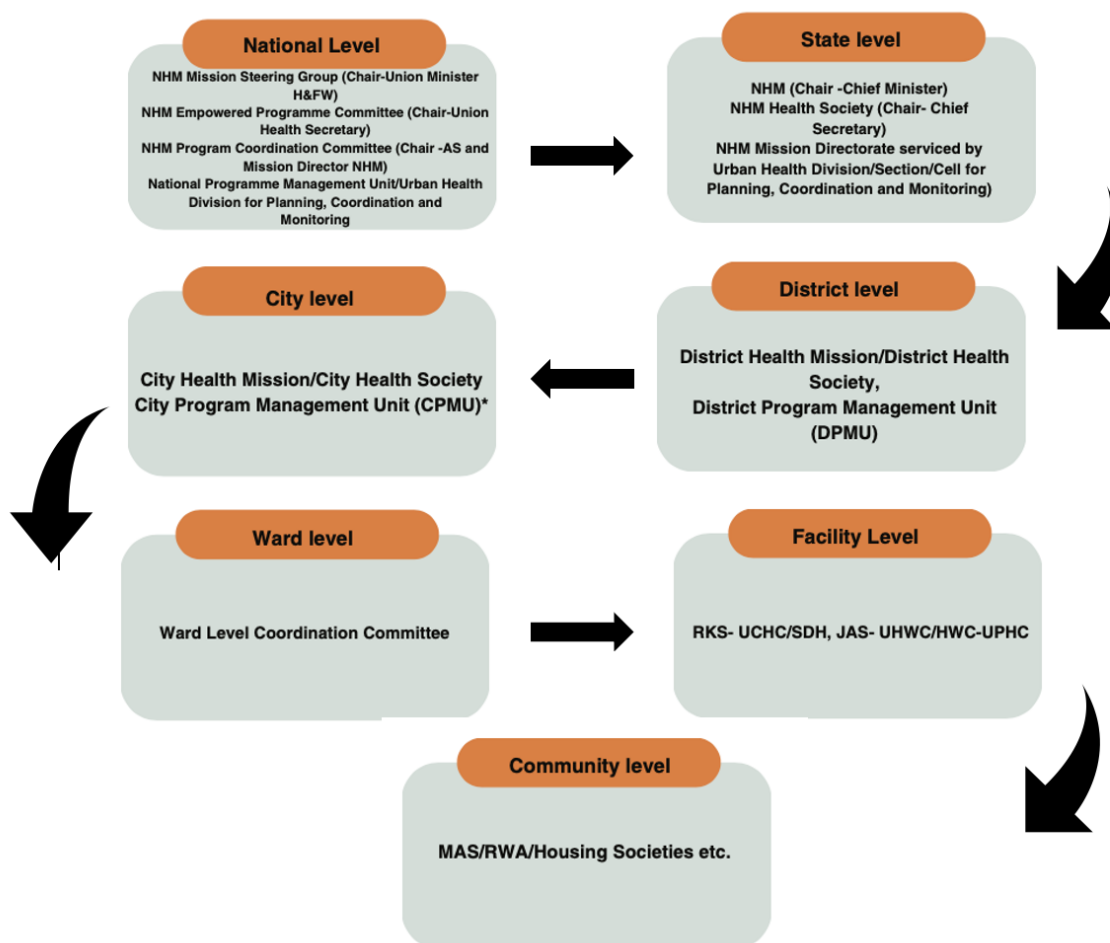 National Level
NHM Mission Steering Group (Chair-Union Minister
H&FW)
NHM Empowered Programme Committee (Chair-Union
Health Secretary)
NHM Program Coordination Committee (Chair -AS and
Mission Director NHM)
National Programme Management Unit/Urban Health
Division for Planning, Coordination and
Monitoring
State level
NHM (Chair -Chief Minister)
NHM Health Society (Chair- Chief
Secretary)
NHM Mission Directorate serviced by
Urban Health Division/Section/Cell for
Planning, Coordination and Monitoring)
District level
District Health Mission/District Health
Society,
District Program Management Unit
(DPMU)
City level
City Health Mission/City Health Society
City Program Management Unit (CPMU)*
Ward level
Ward Level Coordination Committee
Facility Level
RKS- UCHC/SDH, JAS- UHWC/HWC-UPHC
Community level
MAS/RWA/Housing Societies etc.